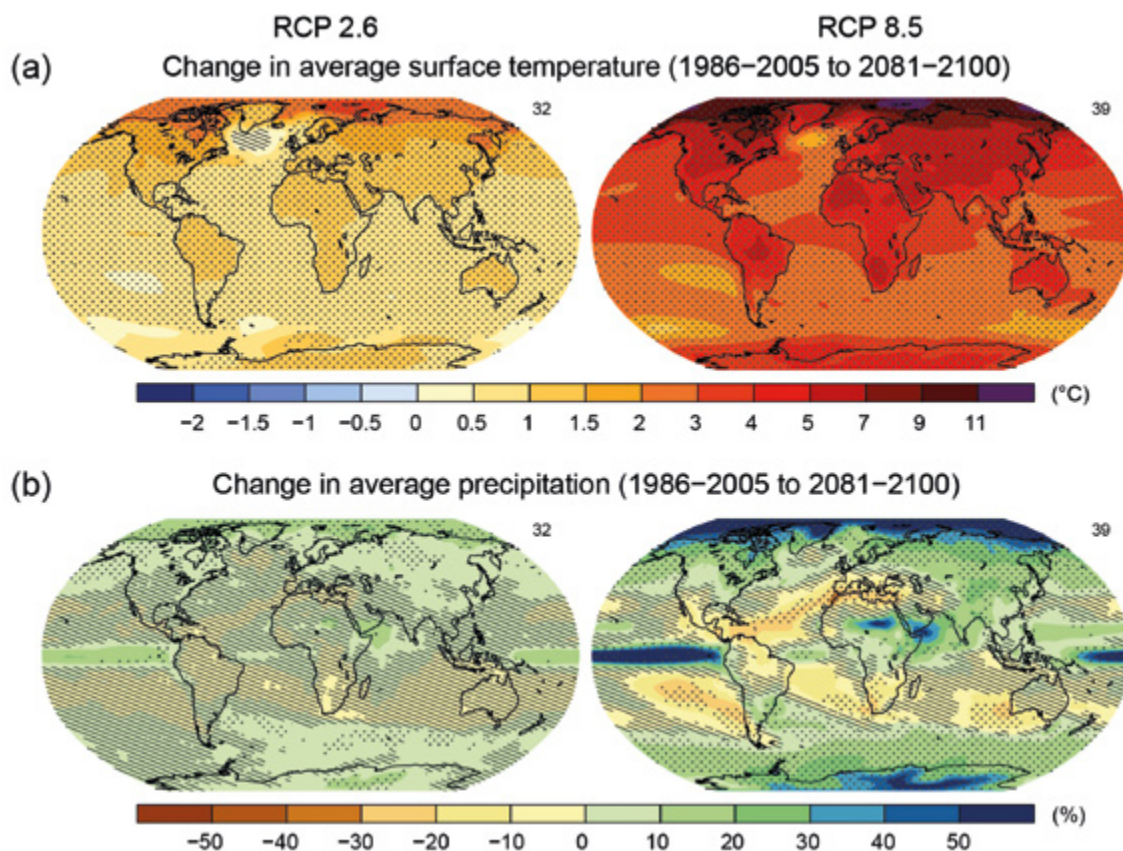 RCP 2.6 RCP 8.5
(a) Change in average surface temperature (1986−2005 to 2081−2100)
32 39
−2 −1.5 −1 −0.5 0 0.5 1 1.5 2 3 4 5 7 9 11 (°C)
(b) Change in average precipitation (1986−2005 to 2081−2100)
32 39
−50 −40 −30 −20 −10 0 10 20 30 40 50 (%)